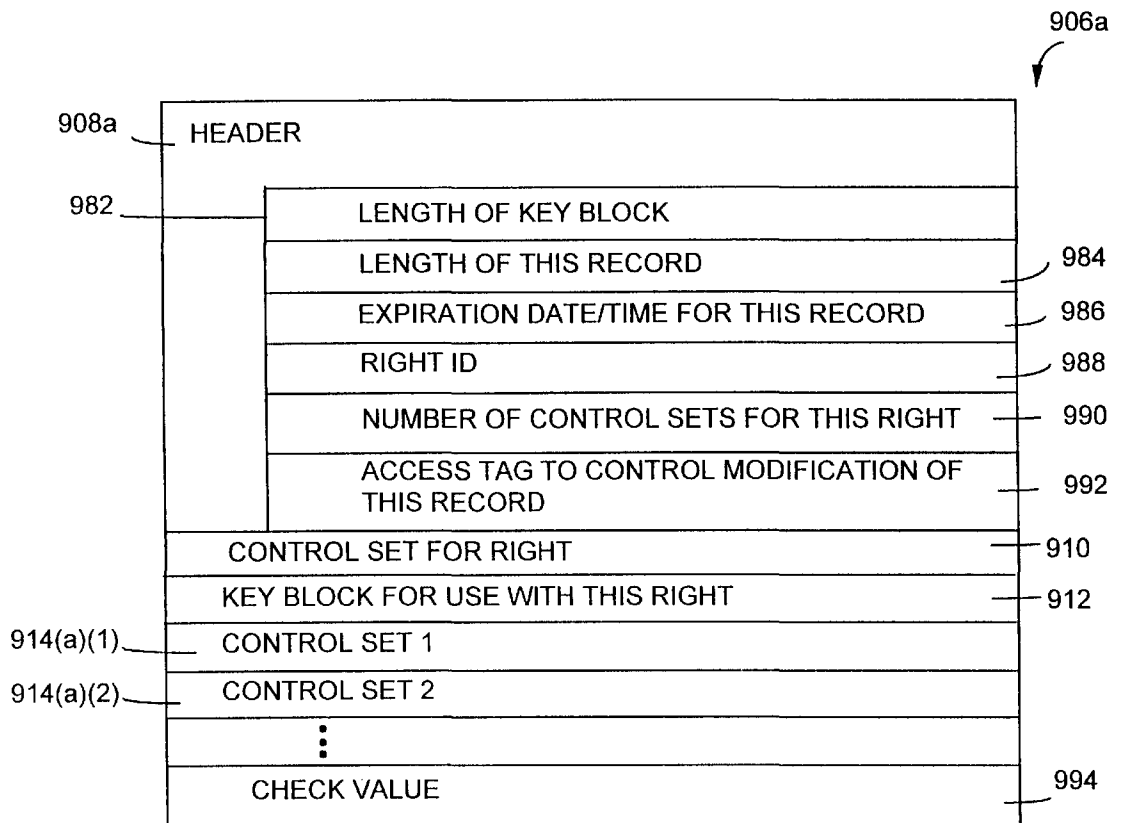 906a
908a
HEADER
982
LENGTH OF KEY BLOCK
LENGTH OF THIS RECORD
984
EXPIRATION DATE/TIME FOR THIS RECORD
986
RIGHT ID
988
NUMBER OF CONTROL SETS FOR THIS RIGHT
990
ACCESS TAG TO CONTROL MODIFICATION OF
THIS RECORD
992
CONTROL SET FOR RIGHT
910
KEY BLOCK FOR USE WITH THIS RIGHT
912
914(a)(1)
CONTROL SET 1
914(a)(2)
CONTROL SET 2
CHECK VALUE
994